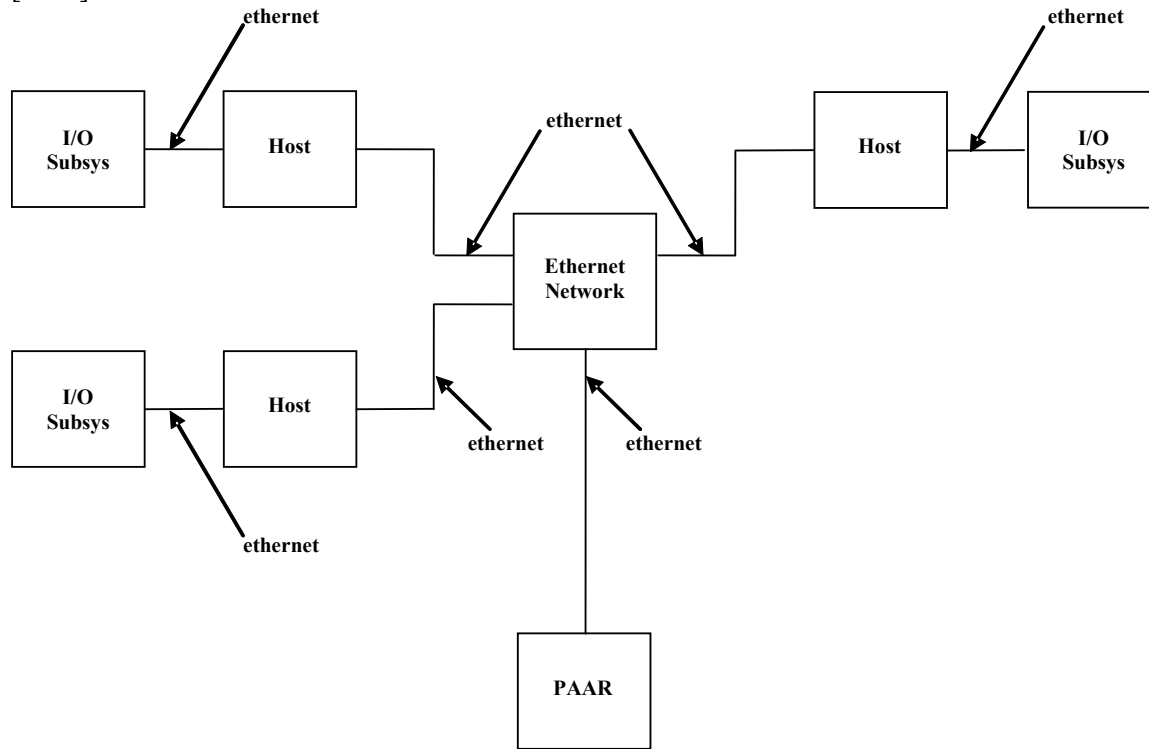 ethernet
ethernet
I/O
Subsys
Host
ethernet
Host
I/O
Subsys
Ethernet
Network
I/O
Subsys
Host
ethernet
ethernet
ethernet
PAAR